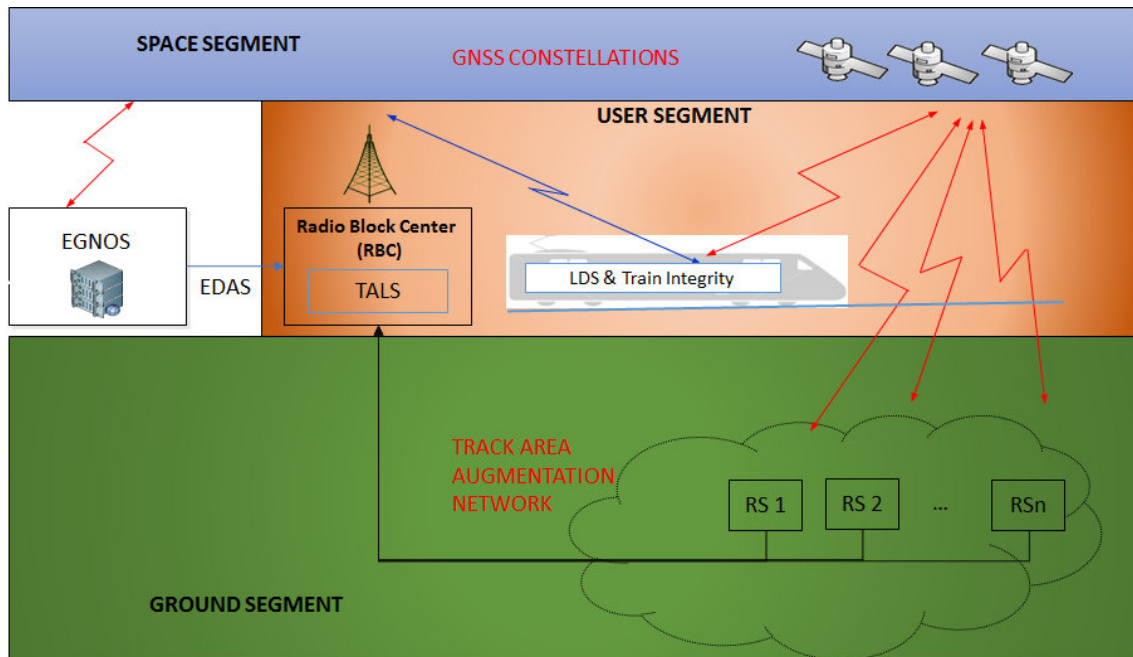 SPACE SEGMENT
GNSS CONSTELLATIONS
USER SEGMENT
EGNOS
EDAS
Radio Block Center
(RBC)
TALS
LDS & Train Integrity
TRACK AREA
AUGMENTATION
NETWORK
RS 1
RS 2
...
RSn
GROUND SEGMENT